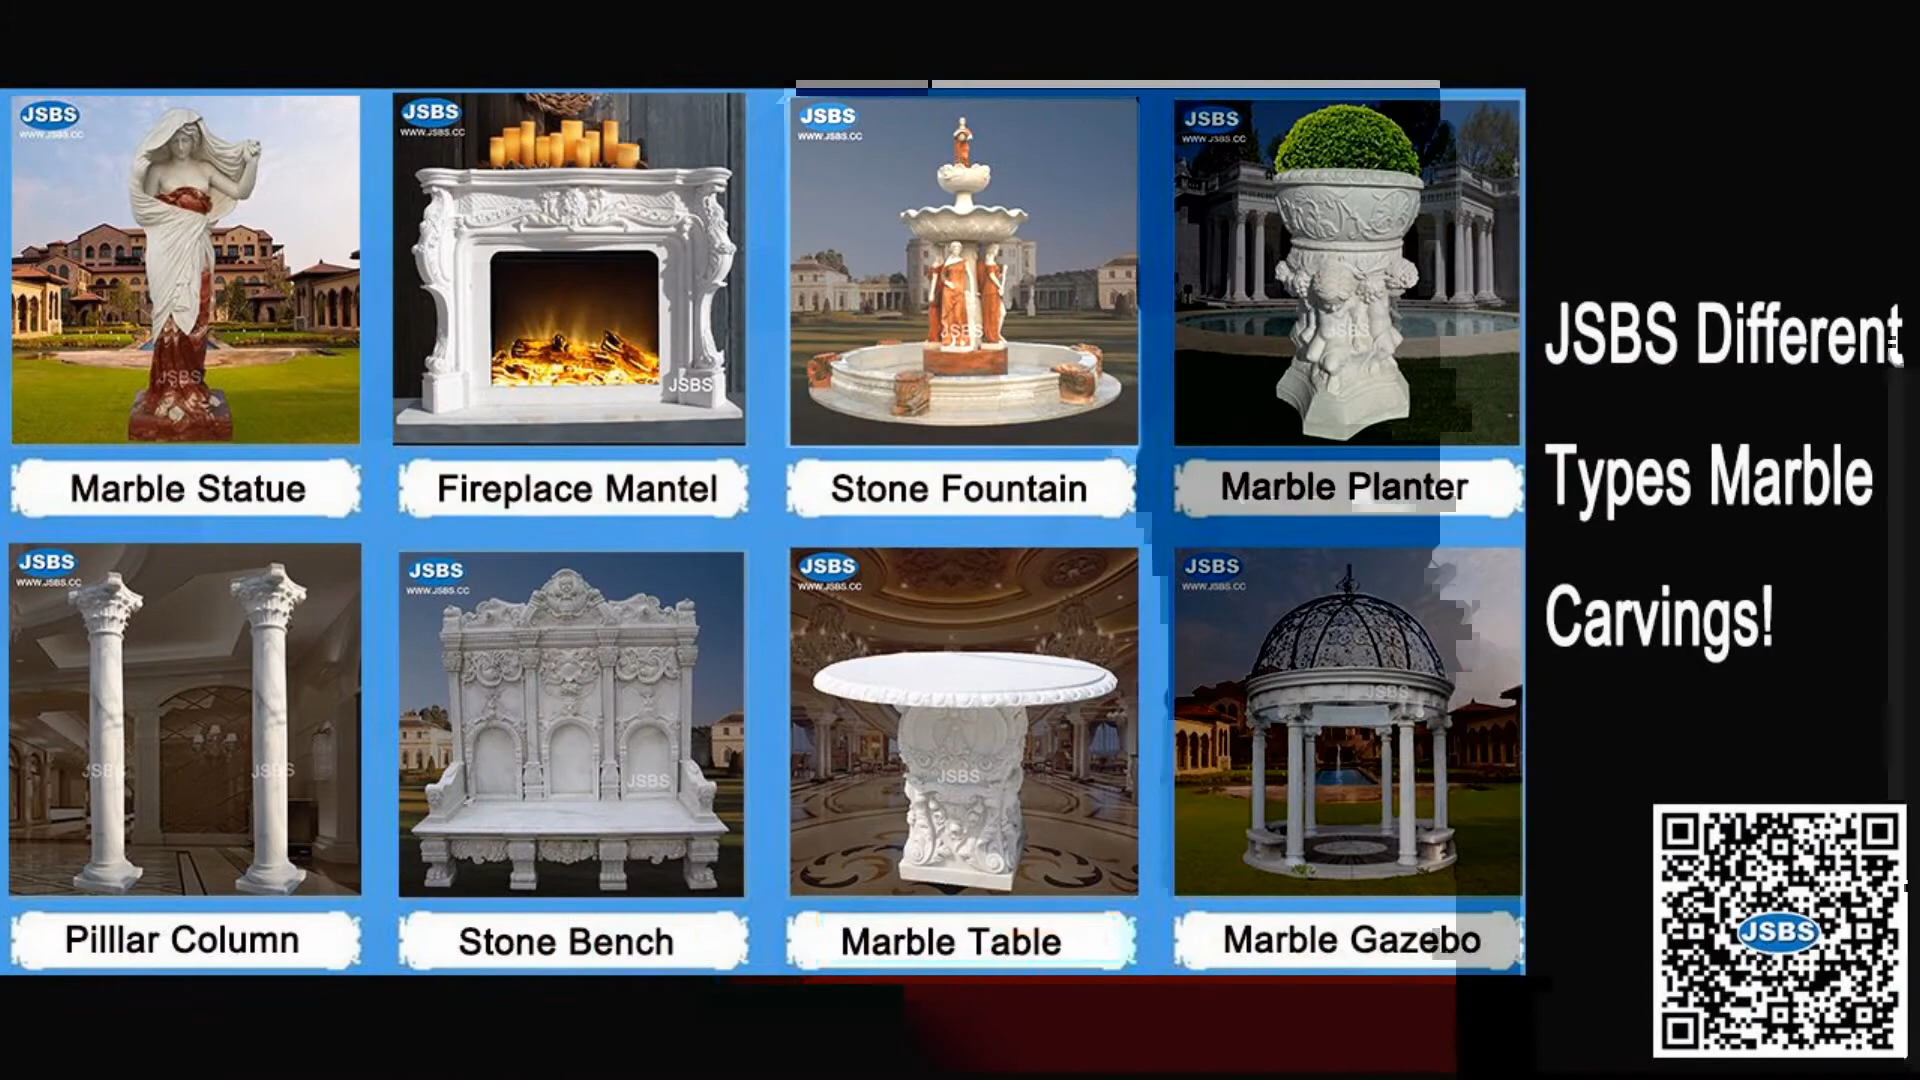 JSBS
WWW.JSBS.CC
JSBS
Marble Statue
JSBS
WWW.JSBS.CC
JSBS
Fireplace Mantel
JSBS
WWW.JSBS.CC
JSBS
Stone Fountain
JSBS
WWW.JSBS.CC
JSBS
Marble Planter
JSBS
WWW.JSBS.CC
JSBS
JSBS
Pilllar Column
JSBS
WWW.JSBS.CC
JSBS
Stone Bench
JSBS
WWW.JSBS.CC
JSBS
Marble Table
JSBS
WWW.JSBS.CC
JSBS
Marble Gazebo
JSBS Different
Types Marble
Carvings!
JSBS